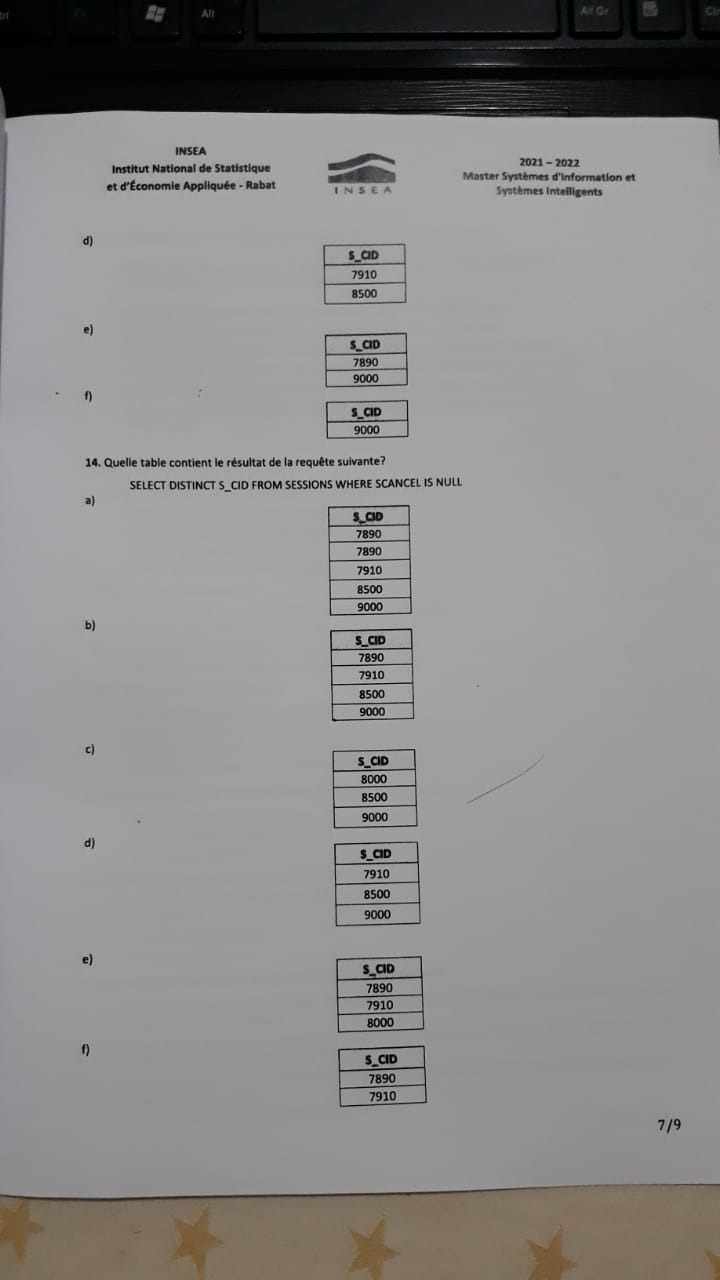 Alt
Alt Gr
INSEA
Institut National de Statistique
et d'Économie Appliquée - Rabat
INSEA
2021 – 2022
Master Systèmes d'Information et
Systèmes Intelligents
d)
S_CID
7910
8500
e)
S_CID
7890
9000
f)
S_CID
9000
14. Quelle table contient le résultat de la requête suivante?
SELECT DISTINCT S_CID FROM SESSIONS WHERE SCANCEL IS NULL
a)
S_CID
7890
7890
7910
8500
9000
b)
S_CID
7890
7910
8500
9000
c)
S_CID
8000
8500
9000
d)
S_CID
7910
8500
9000
e)
S_CID
7890
7910
8000
f)
S_CID
7890
7910
7/9